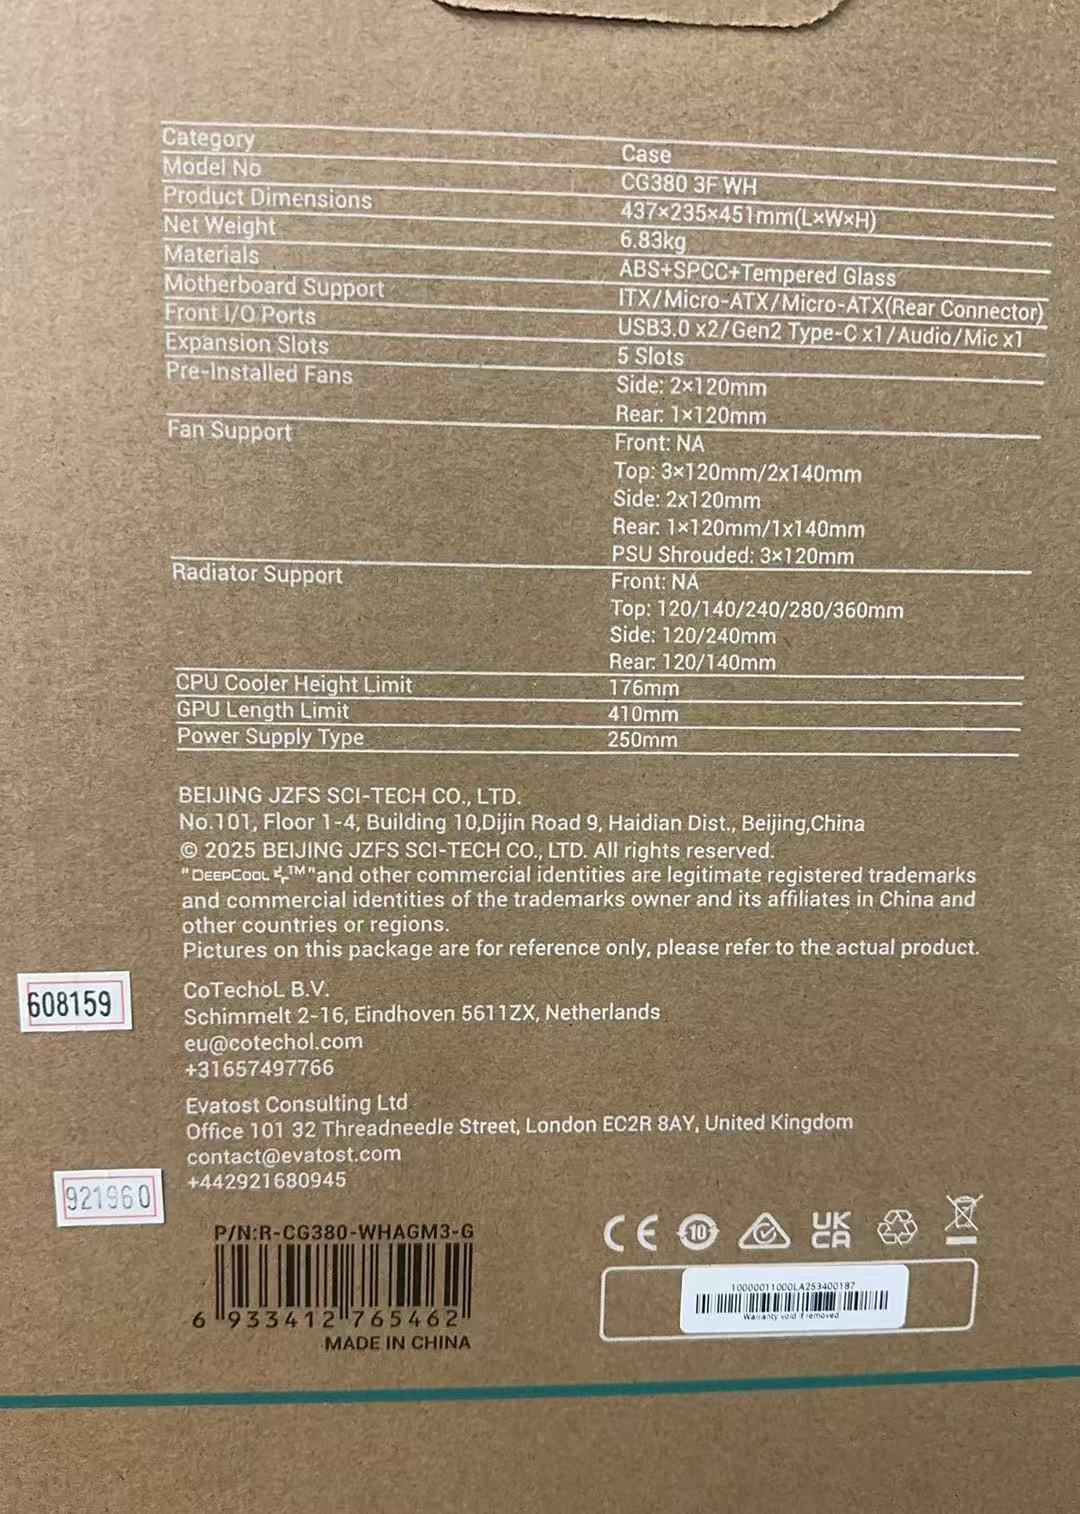 Category Case
Model No CG380 3F WH
Product Dimensions 437×235×451mm(L×W×H)
Net Weight 6.83kg
Materials ABS+SPCC+Tempered Glass
Motherboard Support ITX/Micro-ATX/Micro-ATX(Rear Connector)
Front I/O Ports USB3.0 x2/Gen2 Type-C x1/Audio/Mic x1
Expansion Slots 5 Slots
Pre-Installed Fans Side: 2×120mm
Rear: 1×120mm
Fan Support Front: NA
Top: 3×120mm/2x140mm
Side: 2x120mm
Rear: 1×120mm/1x140mm
PSU Shrouded: 3×120mm
Radiator Support Front: NA
Top: 120/140/240/280/360mm
Side: 120/240mm
Rear: 120/140mm
CPU Cooler Height Limit 176mm
GPU Length Limit 410mm
Power Supply Type 250mm
BEIJING JZFS SCI-TECH CO., LTD.
No.101, Floor 1-4, Building 10,Dijin Road 9, Haidian Dist., Beijing,China
© 2025 BEIJING JZFS SCI-TECH CO., LTD. All rights reserved.
"DEEPCOOL ™"and other commercial identities are legitimate registered trademarks
and commercial identities of the trademarks owner and its affiliates in China and
other countries or regions.
Pictures on this package are for reference only, please refer to the actual product.
608159
CoTechoL B.V.
Schimmelt 2-16, Eindhoven 5611ZX, Netherlands
eu@cotechol.com
+31657497766
Evatost Consulting Ltd
Office 101 32 Threadneedle Street, London EC2R 8AY, United Kingdom
contact@evatost.com
+442921680945
921960
P/N:R-CG380-WHAGM3-G
6 933412 765462
MADE IN CHINA
CE 10 UK CA
10000011000LA253400187
Warranty void if removed